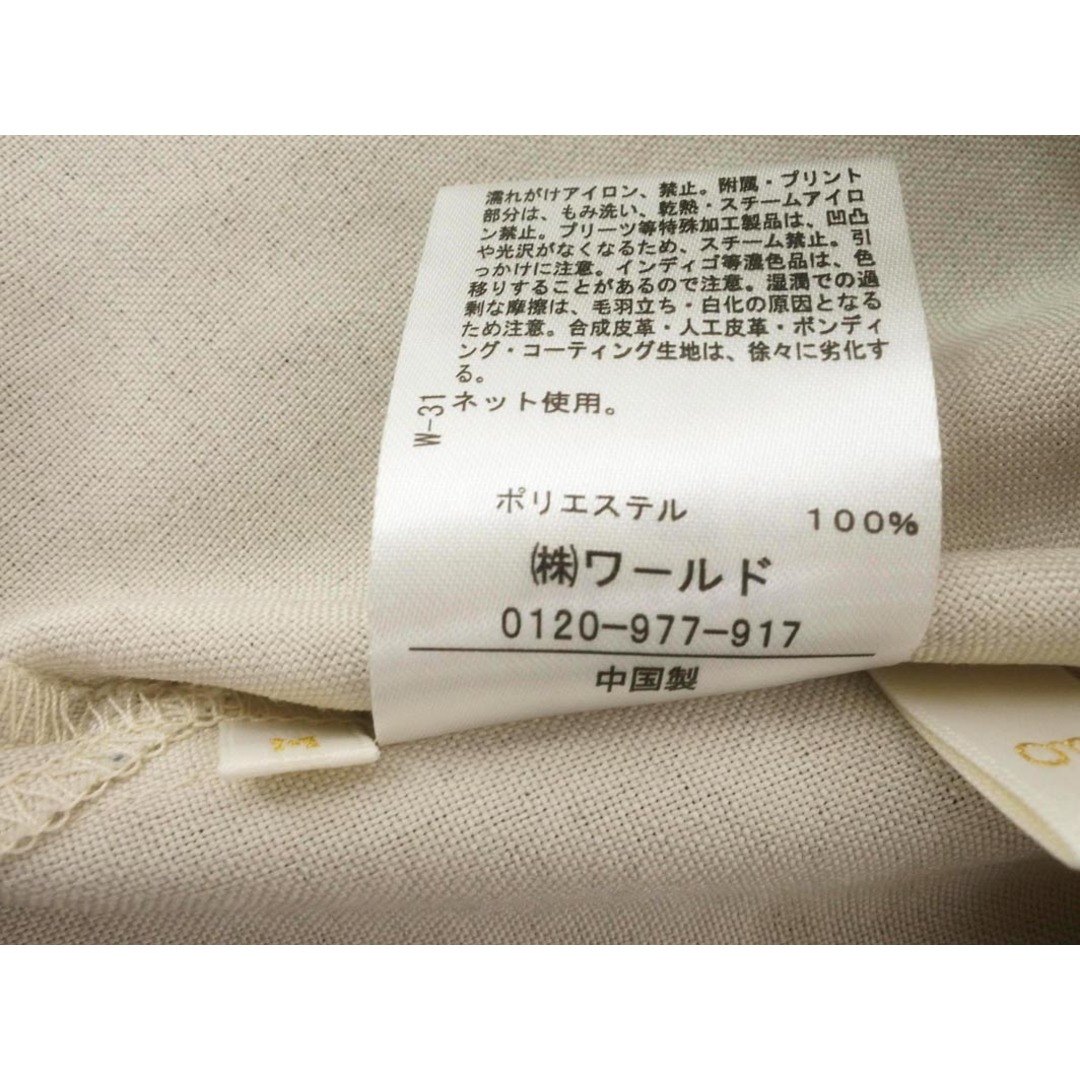 濡れがけアイロン、禁止。附属・プリント
部分は、もみ洗い、乾熱・スチームアイロ
ン禁止。プリーツ等特殊加工製品は、凹凸
や光沢がなくなるため、スチーム禁止。引
っかけに注意。インディゴ等濃色品は、色
移りすることがあるので注意。湿潤での過
剰な摩擦は、毛羽立ち・白化の原因となる
ため注意。合成皮革・人工皮革・ボンディ
ング・コーティング生地は、徐々に劣化す
る。
ネット使用。
W-31
ポリエステル 100%
㈱ワールド
0120-977-917
中国製